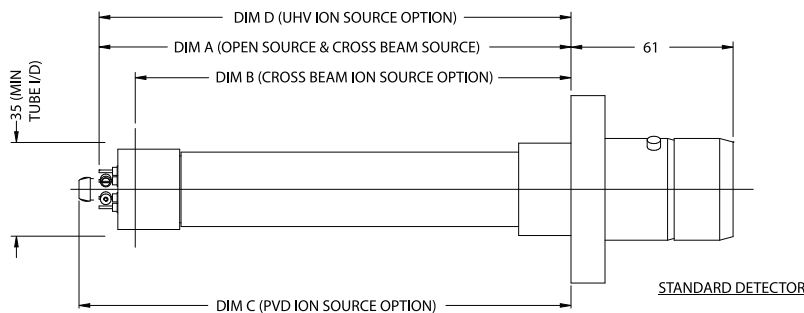 DIM D (UHV ION SOURCE OPTION)
DIM A (OPEN SOURCE & CROSS BEAM SOURCE)
61
DIM B (CROSS BEAM ION SOURCE OPTION)
35 (MIN
TUBE I/D)
STANDARD DETECTOR
DIM C (PVD ION SOURCE OPTION)